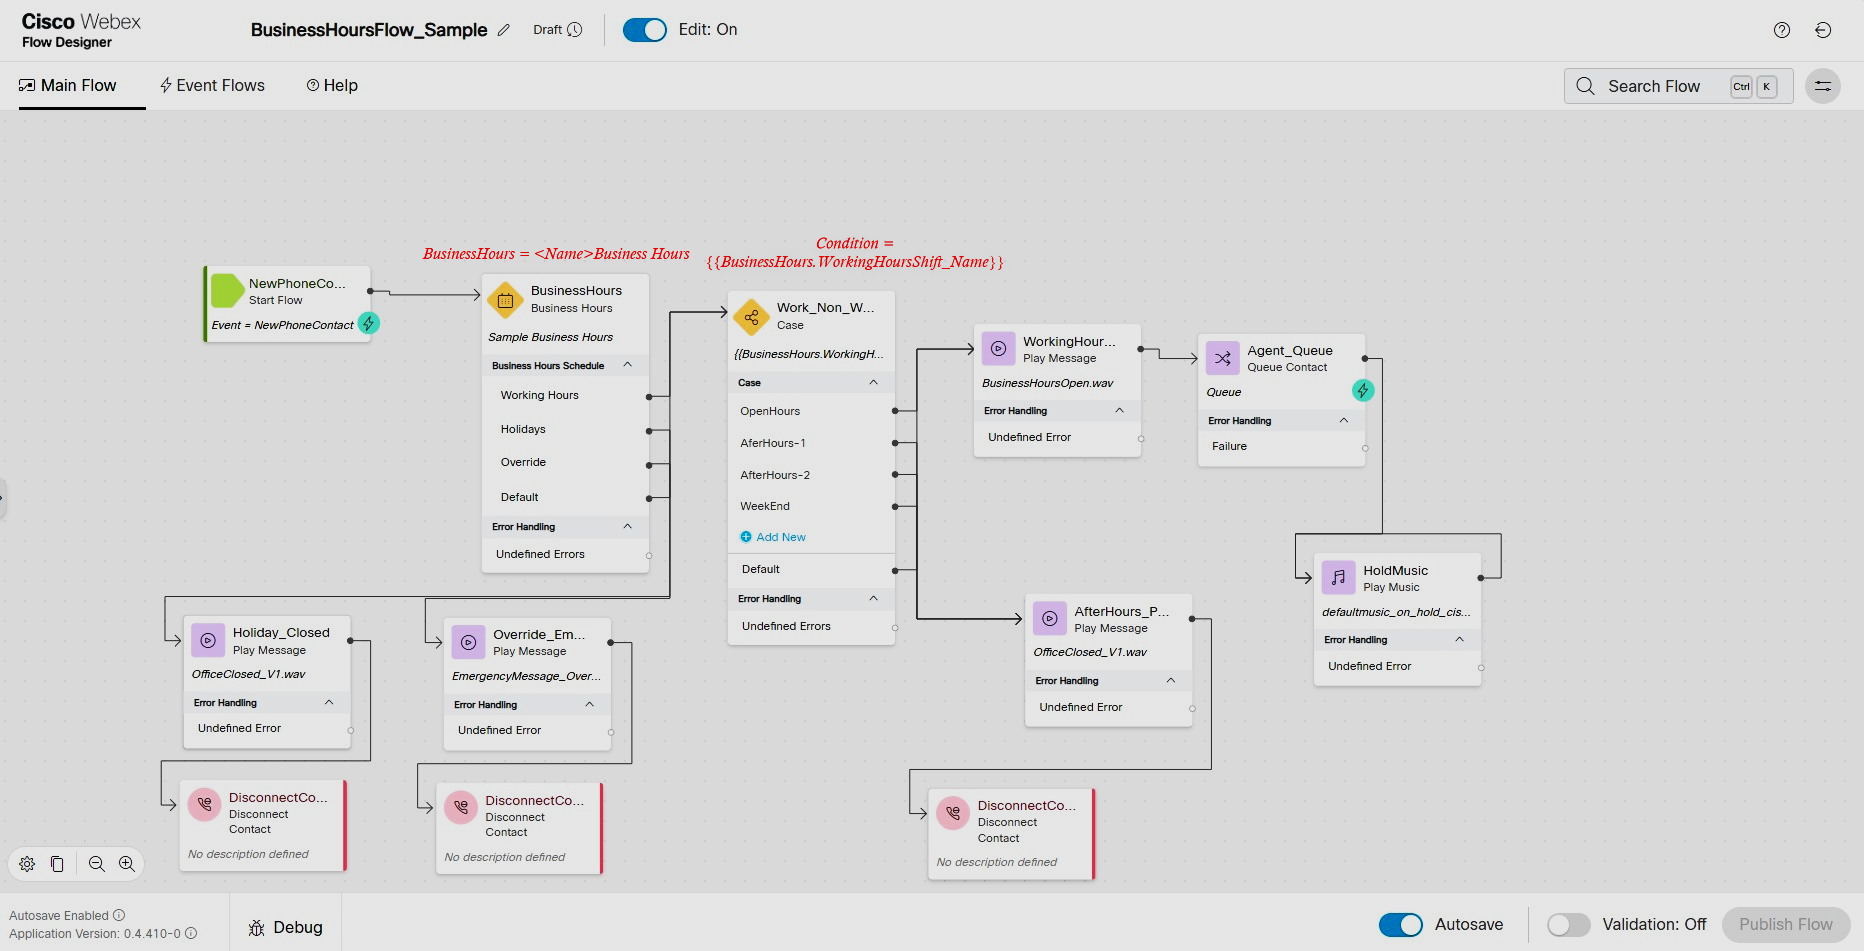 Cisco Webex
Flow Designer
BusinessHoursFlow_Sample
Draft
Edit: On
Main Flow
Event Flows
Help
Search Flow
Ctrl
K
BusinessHours = <Name>Business Hours
Condition =
{{BusinessHours.WorkingHoursShift_Name}}
NewPhoneCo...
Start Flow
Event = NewPhoneContact
BusinessHours
Business Hours
Sample Business Hours
Business Hours Schedule
Working Hours
Holidays
Override
Default
Error Handling
Undefined Errors
Work_Non_W...
Case
{{BusinessHours.WorkingH...
Case
OpenHours
AferHours-1
AfterHours-2
WeekEnd
Add New
Default
Error Handling
Undefined Errors
WorkingHour...
Play Message
BusinessHoursOpen.wav
Error Handling
Undefined Error
Agent_Queue
Queue Contact
Queue
Error Handling
Failure
HoldMusic
Play Music
defaultmusic_on_hold_cis...
Error Handling
Undefined Error
Holiday_Closed
Play Message
OfficeClosed_V1.wav
Error Handling
Undefined Error
Override_Em...
Play Message
EmergencyMessage_Over...
Error Handling
Undefined Error
AfterHours_P...
Play Message
OfficeClosed_V1.wav
Error Handling
Undefined Error
DisconnectCo...
Disconnect
Contact
No description defined
DisconnectCo...
Disconnect
Contact
No description defined
DisconnectCo...
Disconnect
Contact
No description defined
Autosave Enabled
Application Version: 0.4.410-0
Debug
Autosave
Validation: Off
Publish Flow